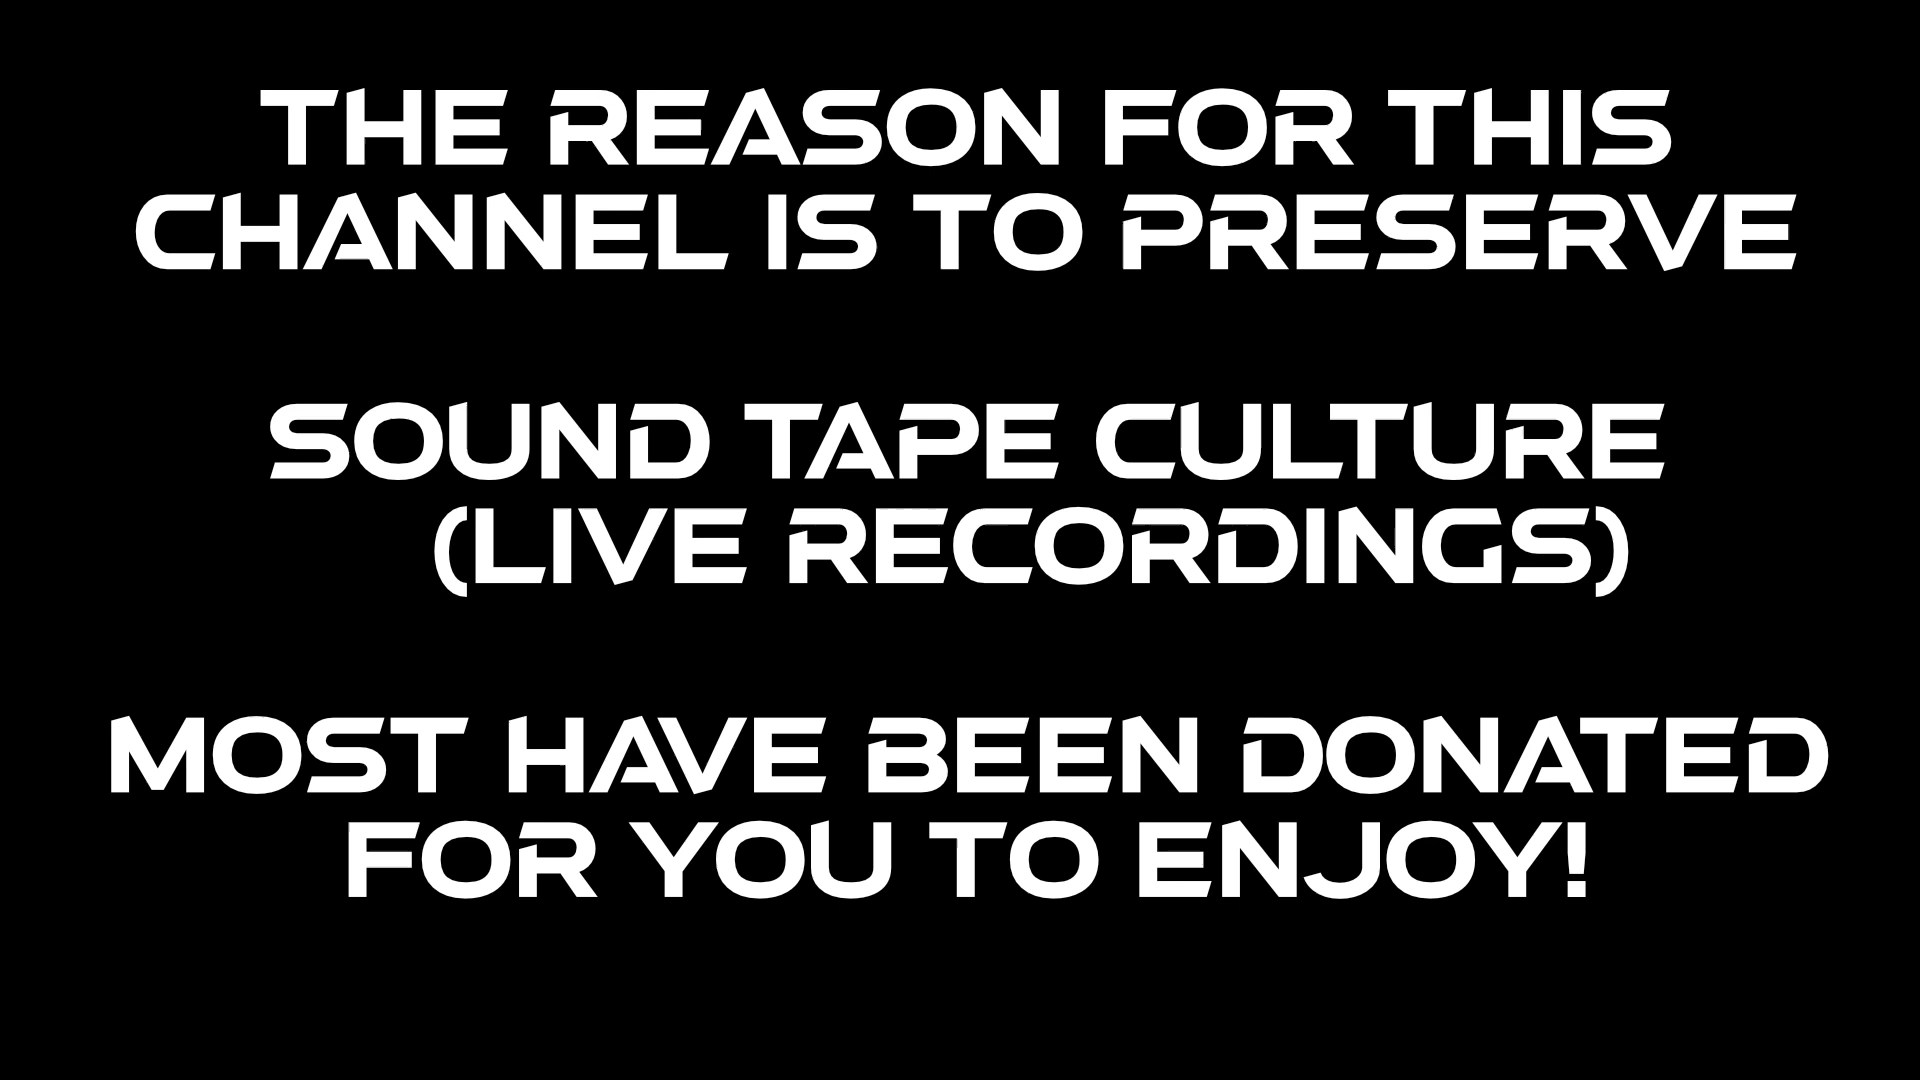 THE REASON FOR THIS
CHANNEL IS TO PRESERVE
SOUND TAPE CULTURE
(LIVE RECORDINGS)
MOST HAVE BEEN DONATED
FOR YOU TO ENJOY!